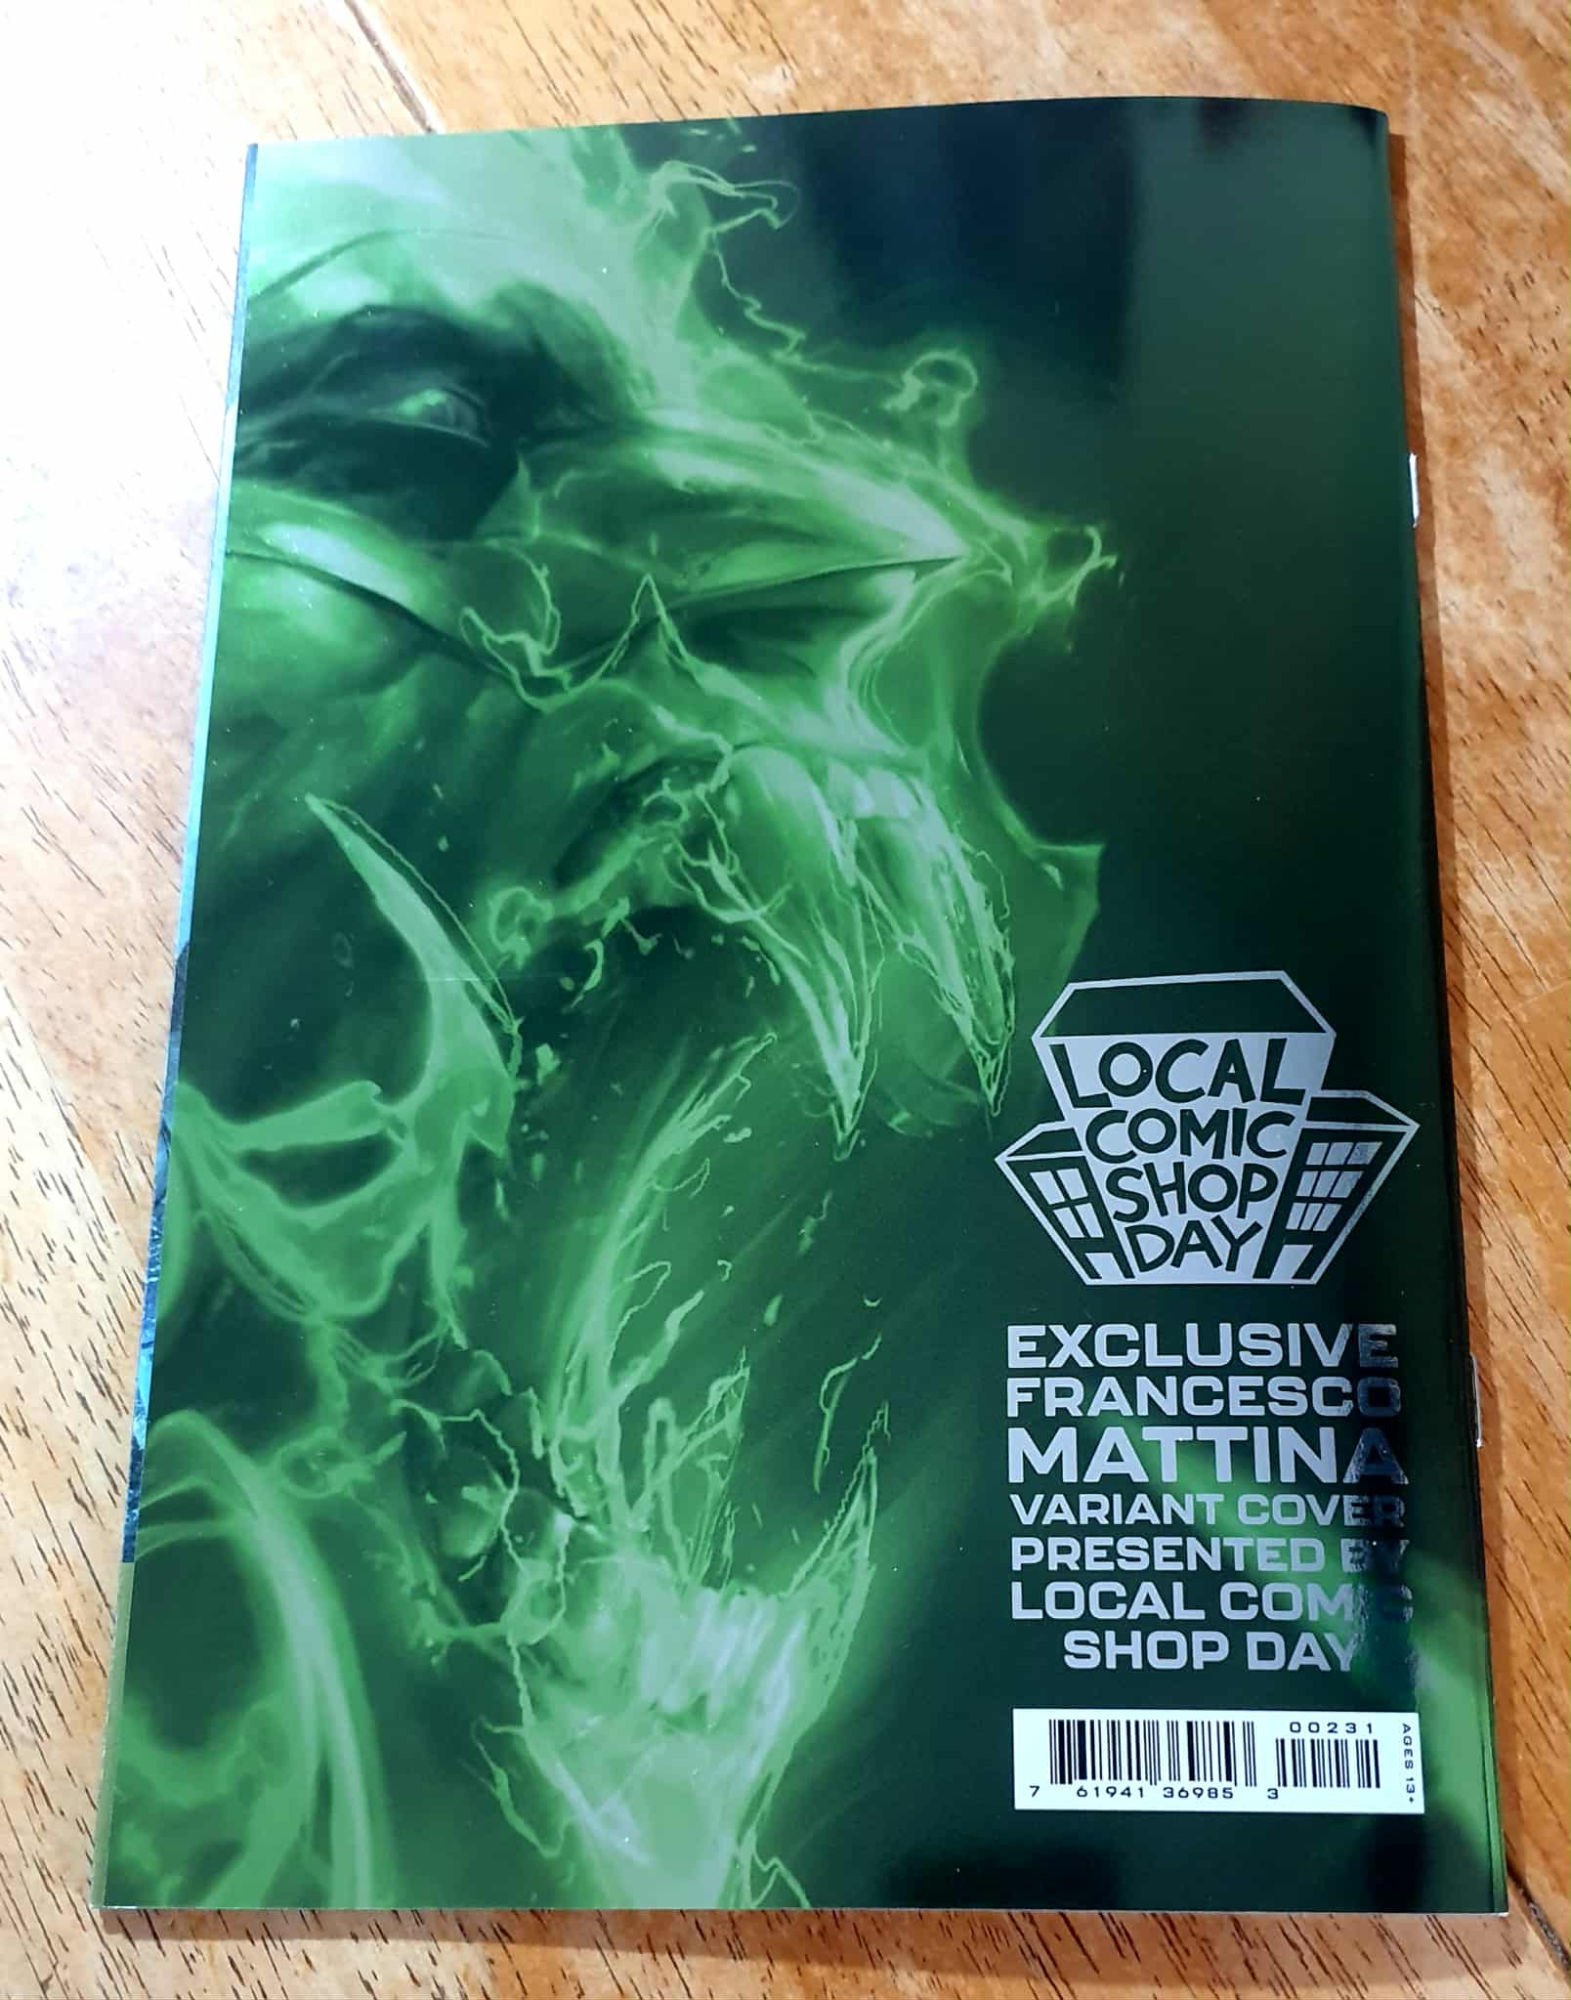 LOCAL
COMIC
SHOP
DAY
EXCLUSIVE
FRANCESCO
MATTINA
VARIANT COVER
PRESENTED BY
LOCAL COMIC
SHOP DAY
00231
AGES 13+
7 61941 36985 3